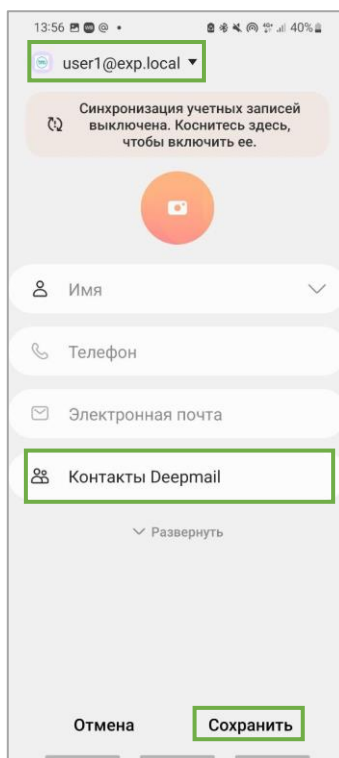 13:56 @ • 40%
user1@exp.local ▼
Синхронизация учетных записей
выключена. Коснитесь здесь,
чтобы включить ее.
Имя
Телефон
Электронная почта
Контакты Deepmail
Развернуть
Отмена Сохранить